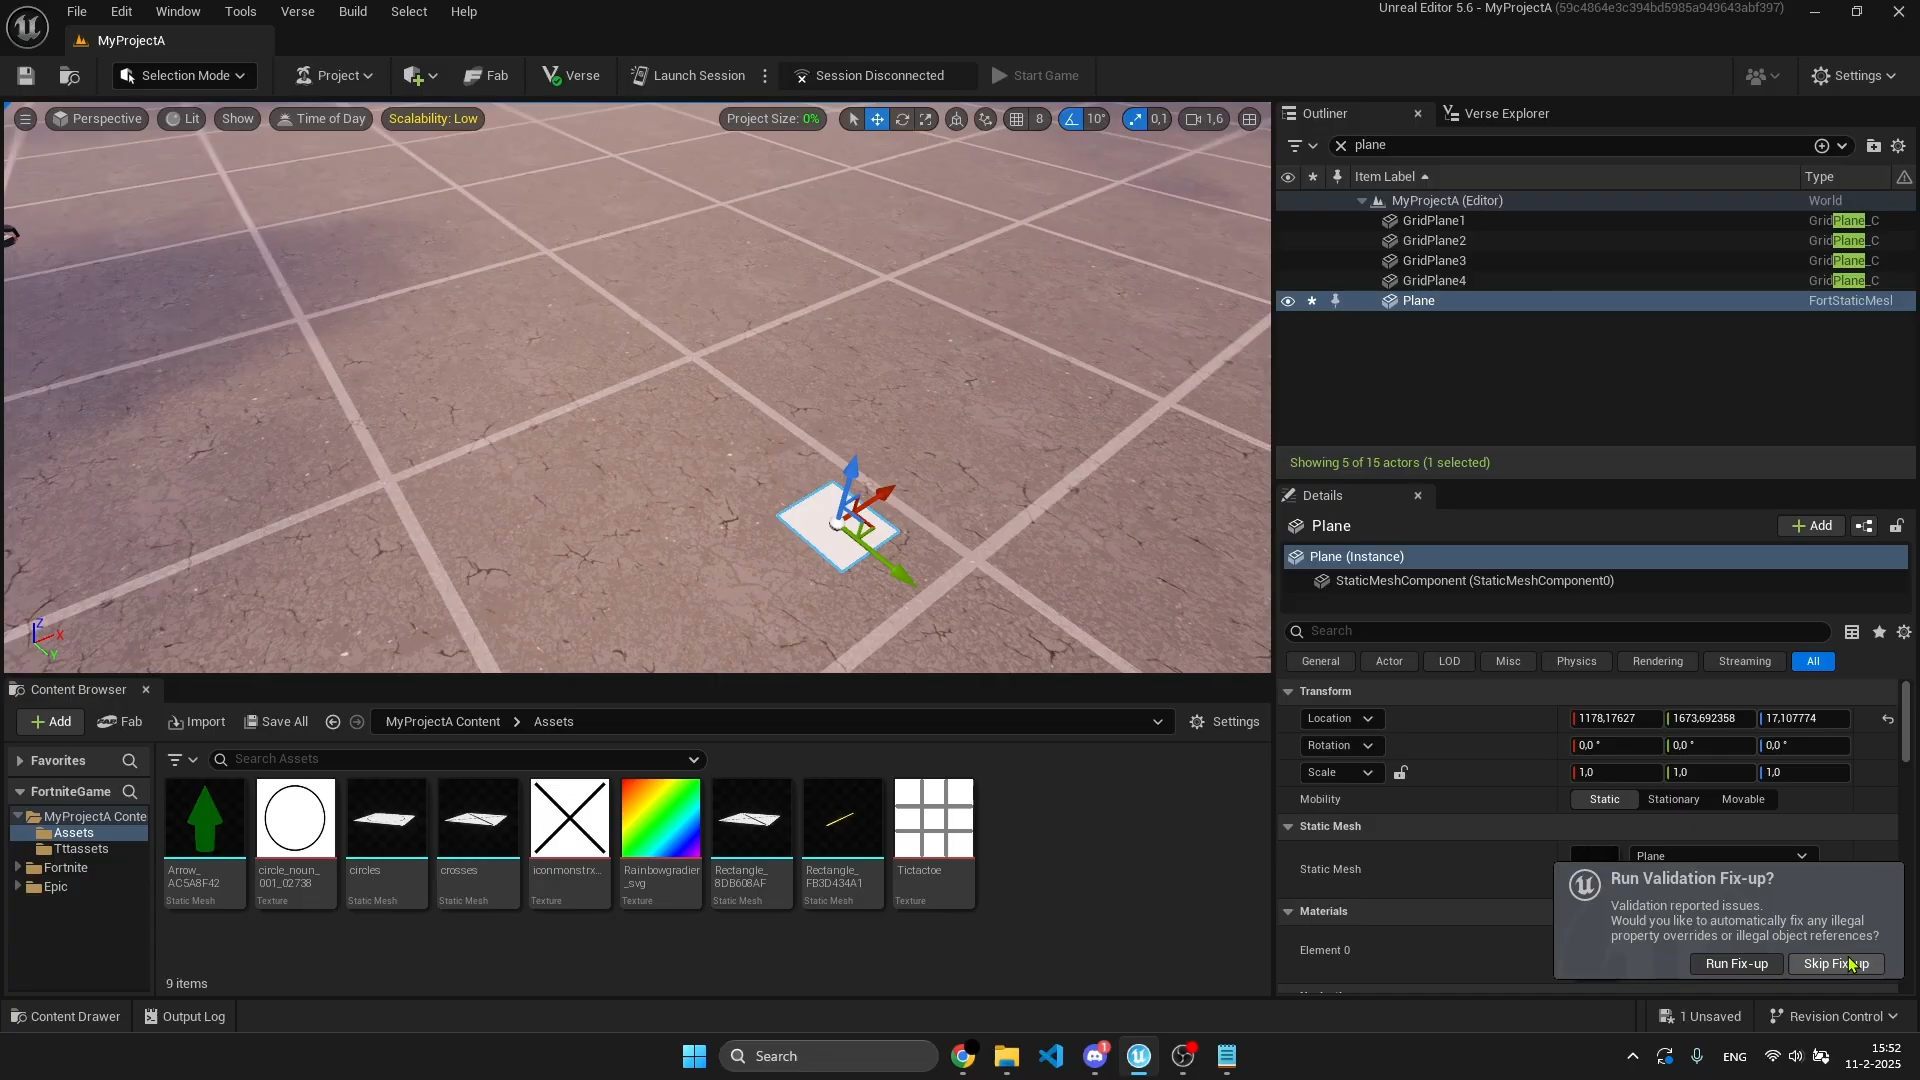 File Edit Window Tools Verse Build Select Help
Unreal Editor 5.6 - MyProjectA (59c4864e3c394bd5985a949643abf397)
MyProjectA
Selection Mode Project Fab Verse Launch Session Session Disconnected Start Game Settings
Perspective Lit Show Time of Day Scalability: Low Project Size: 0% 8 10° 0,1 1,6
Z
X
Y
Outliner Verse Explorer
plane
Item Label Type
MyProjectA (Editor) World
GridPlane1 GridPlane_C
GridPlane2 GridPlane_C
GridPlane3 GridPlane_C
GridPlane4 GridPlane_C
Plane FortStaticMesl
Showing 5 of 15 actors (1 selected)
Details
Plane Add
Plane (Instance)
StaticMeshComponent (StaticMeshComponent0)
Search
General Actor LOD Misc Physics Rendering Streaming All
Transform
Location 1178,17627 1673,692358 17,107774
Rotation 0,0 ° 0,0 ° 0,0 °
Scale 1,0 1,0 1,0
Mobility Static Stationary Movable
Static Mesh
Static Mesh Plane
Materials
Element 0
Run Validation Fix-up?
Validation reported issues.
Would you like to automatically fix any illegal
property overrides or illegal object references?
Run Fix-up Skip Fix-up
Content Browser
Add Fab Import Save All MyProjectA Content Assets Settings
Favorites
Search Assets
FortniteGame
MyProjectA Conte
Assets
Tttassets
Fortnite
Epic
Arrow_
AC5A8F42
Static Mesh
circle_noun_
001_02738
Texture
circles
Static Mesh
crosses
Static Mesh
iconmonstrx...
Texture
Rainbowgradier
_svg
Texture
Rectangle_
8DB608AF
Static Mesh
Rectangle_
FB3D434A1
Static Mesh
Tictactoe
Texture
9 items
Content Drawer Output Log 1 Unsaved Revision Control
Search
1
ENG
15:52
11-2-2025